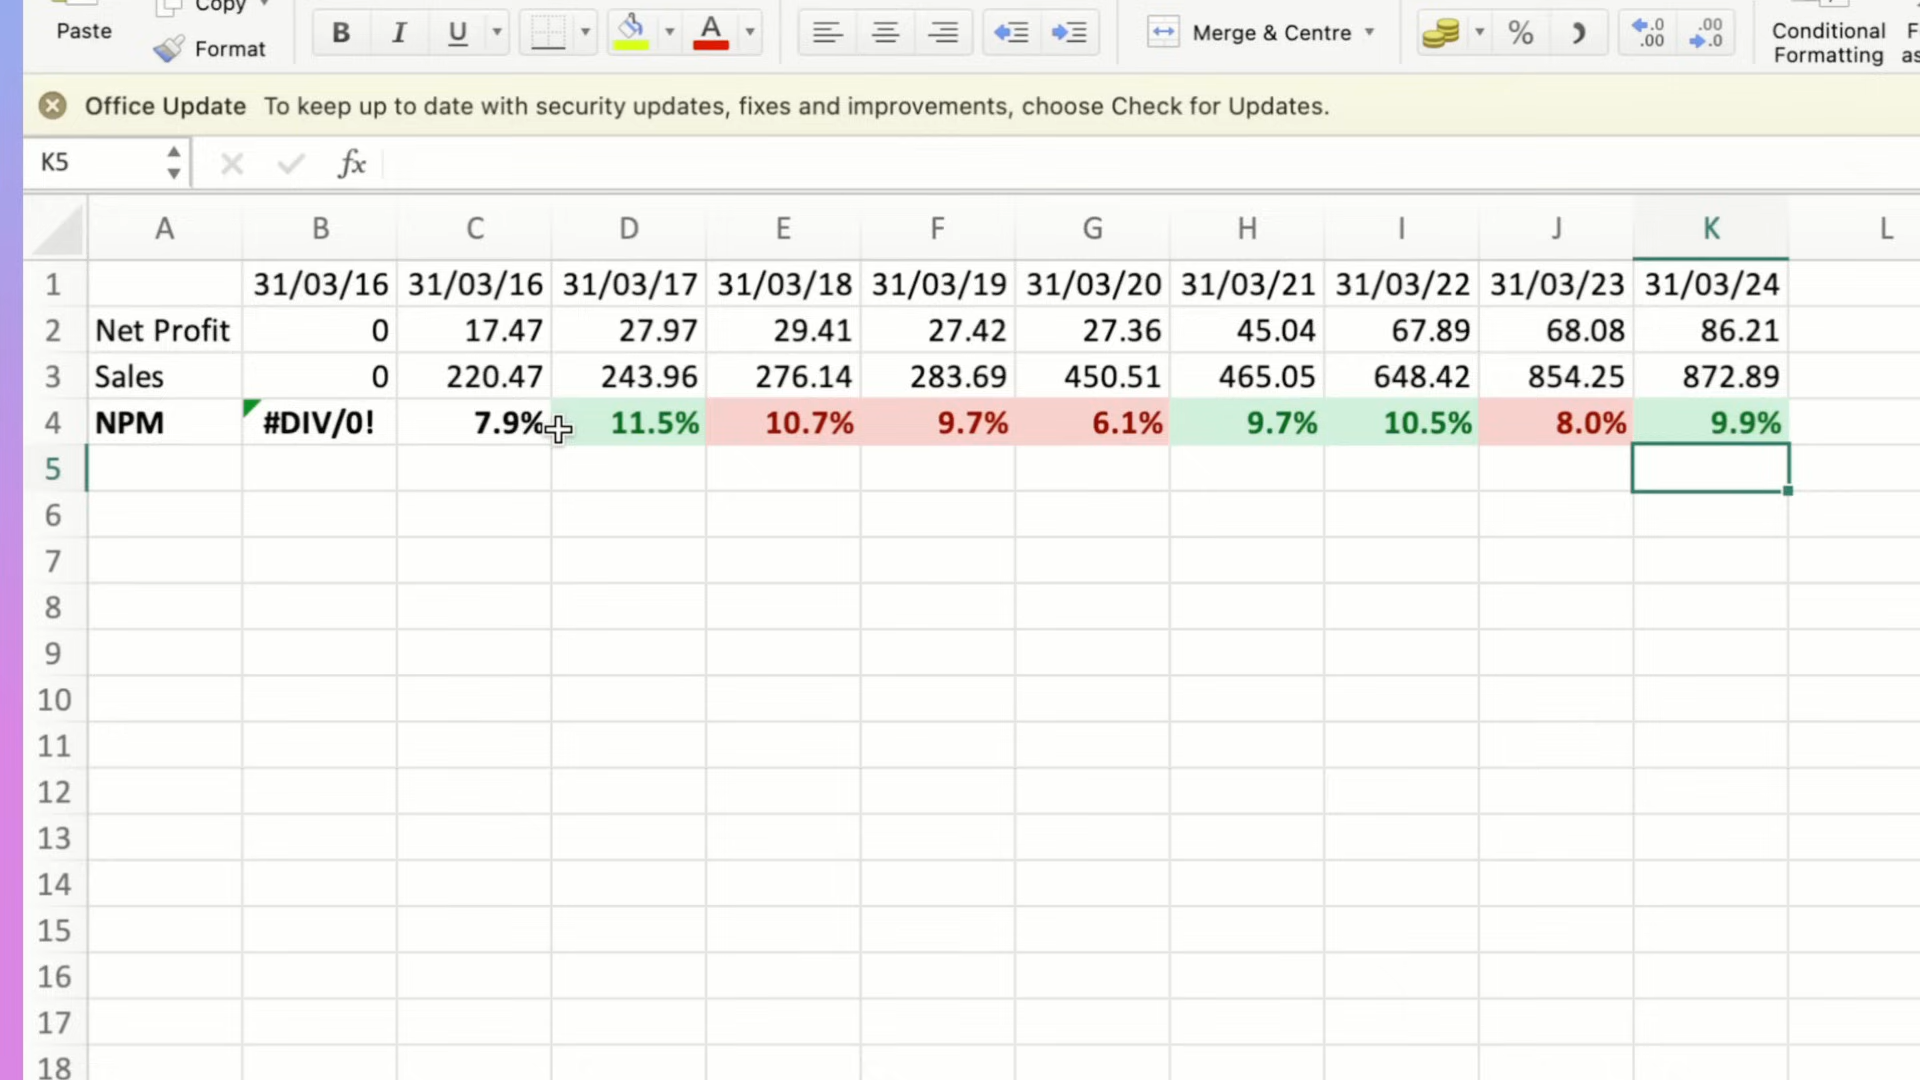 Copy
Paste
Format
B I U A Merge & Centre % .0 .00 .00 .0 Conditional Formatting
Office Update To keep up to date with security updates, fixes and improvements, choose Check for Updates.
K5 fx
A B C D E F G H I J K L
1 31/03/16 31/03/16 31/03/17 31/03/18 31/03/19 31/03/20 31/03/21 31/03/22 31/03/23 31/03/24
2 Net Profit 0 17.47 27.97 29.41 27.42 27.36 45.04 67.89 68.08 86.21
3 Sales 0 220.47 243.96 276.14 283.69 450.51 465.05 648.42 854.25 872.89
4 NPM #DIV/0! 7.9% 11.5% 10.7% 9.7% 6.1% 9.7% 10.5% 8.0% 9.9%
5
6
7
8
9
10
11
12
13
14
15
16
17
18